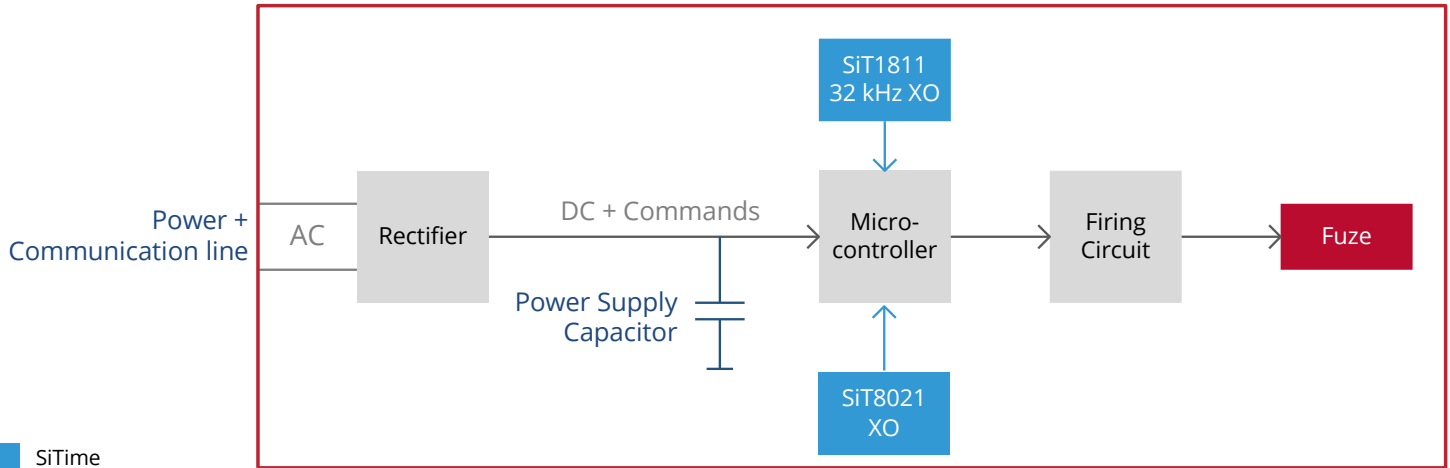 SiT1811
32 kHz XO
Power +
Communication line
AC
Rectifier
DC + Commands
Power Supply
Capacitor
Micro-
controller
Firing
Circuit
Fuze
SiT8021
XO
SiTime